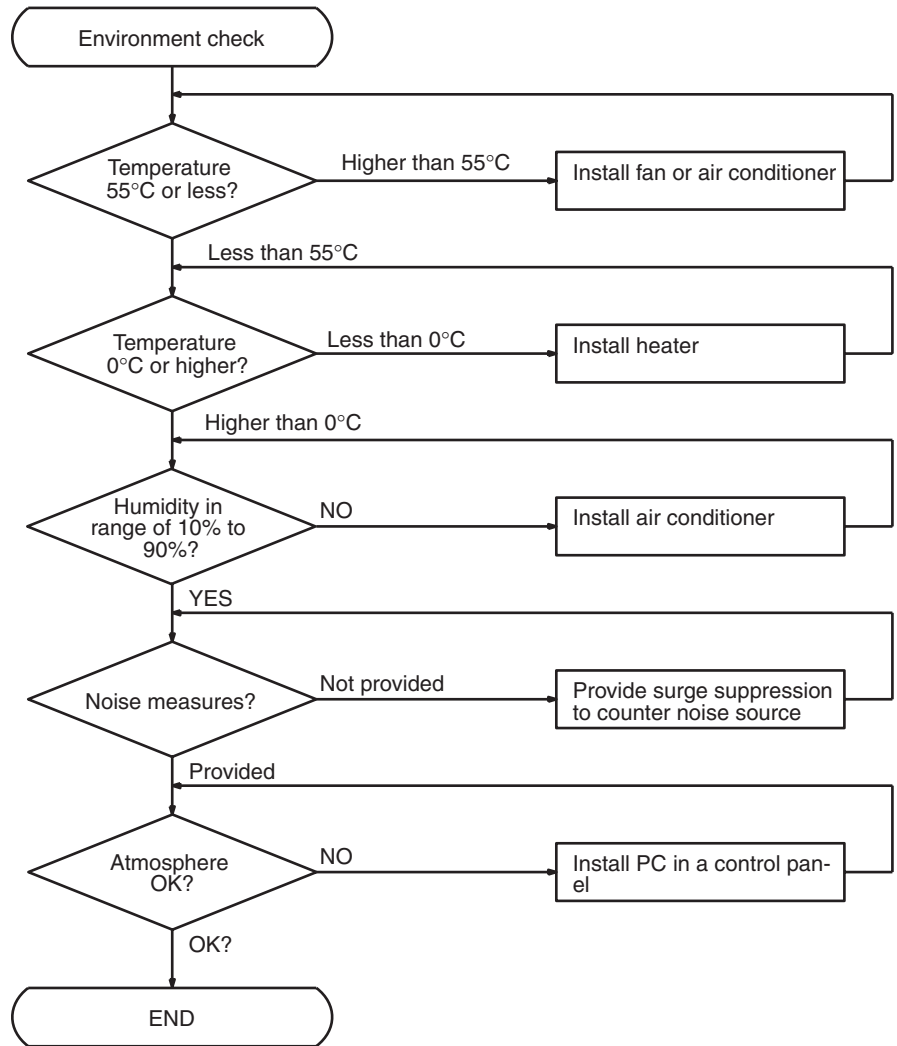 Environment check
Temperature
55°C or less?
Higher than 55°C
Install fan or air conditioner
Less than 55°C
Temperature
0°C or higher?
Less than 0°C
Install heater
Higher than 0°C
Humidity in
range of 10% to
90%?
NO
Install air conditioner
YES
Noise measures?
Not provided
Provide surge suppression
to counter noise source
Provided
Atmosphere
OK?
NO
Install PC in a control pan-
el
OK?
END